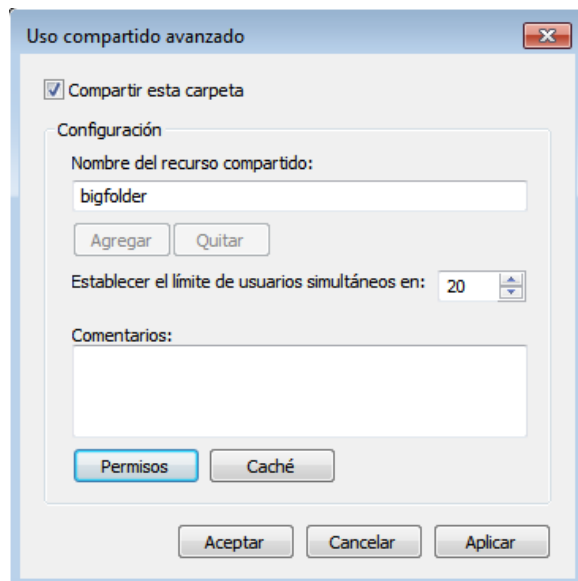 Uso compartido avanzado
Compartir esta carpeta
Configuración
Nombre del recurso compartido:
bigfolder
Agregar Quitar
Establecer el límite de usuarios simultáneos en: 20
Comentarios:
Permisos Caché
Aceptar Cancelar Aplicar